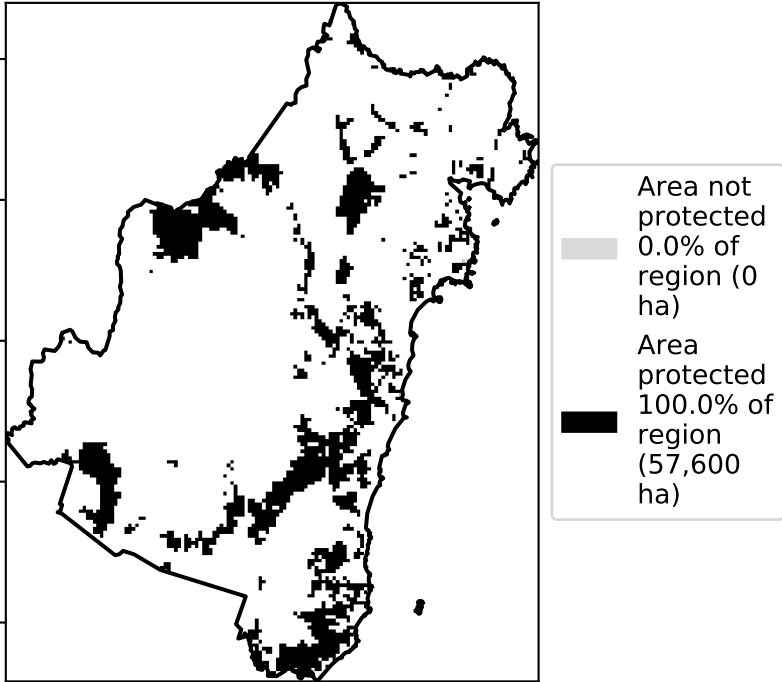 Area not
protected
0.0% of
region (0
ha)
Area
protected
100.0% of
region
(57,600
ha)